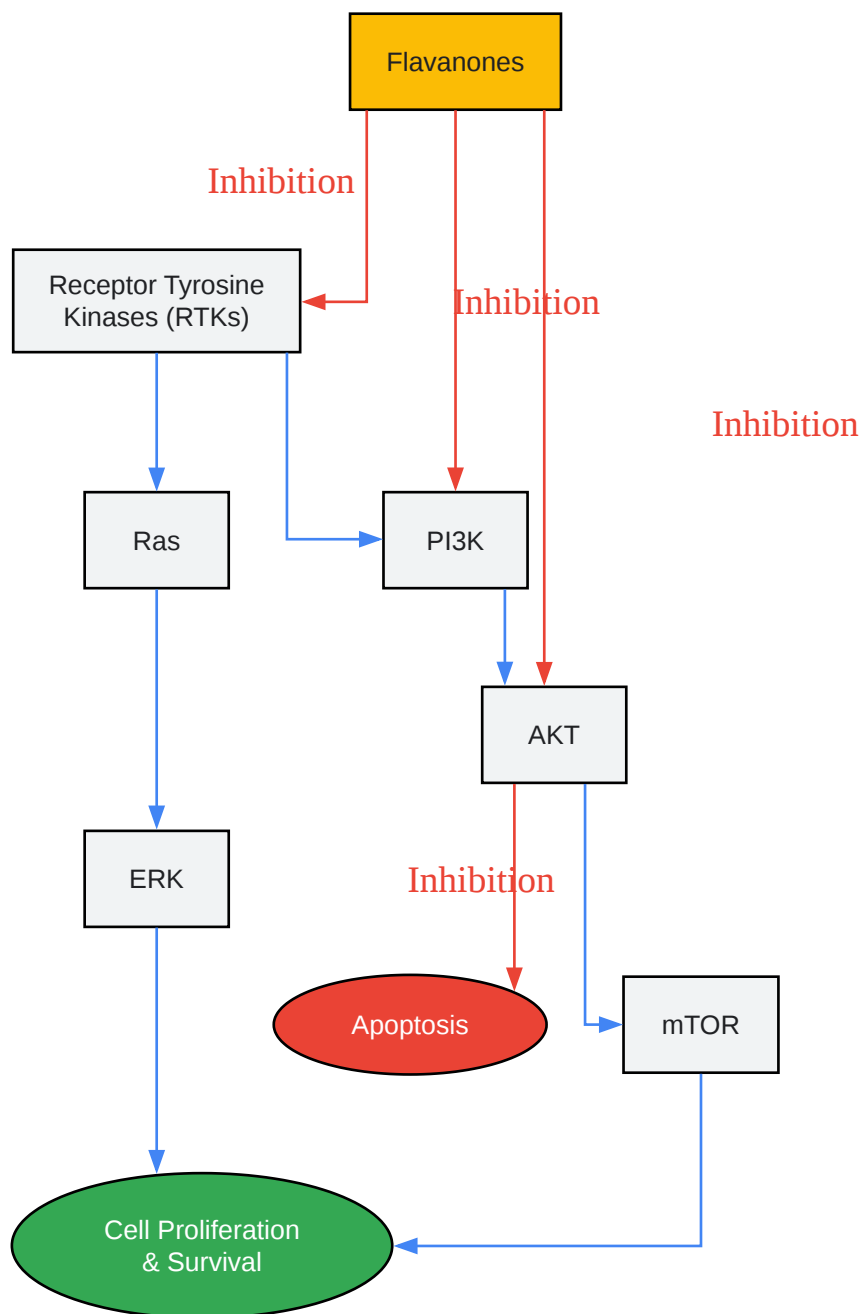 Flavanones
Inhibition
Receptor Tyrosine
Kinases (RTKs)
Inhibition
Inhibition
Ras
PI3K
AKT
ERK
Inhibition
Apoptosis
mTOR
Cell Proliferation
& Survival